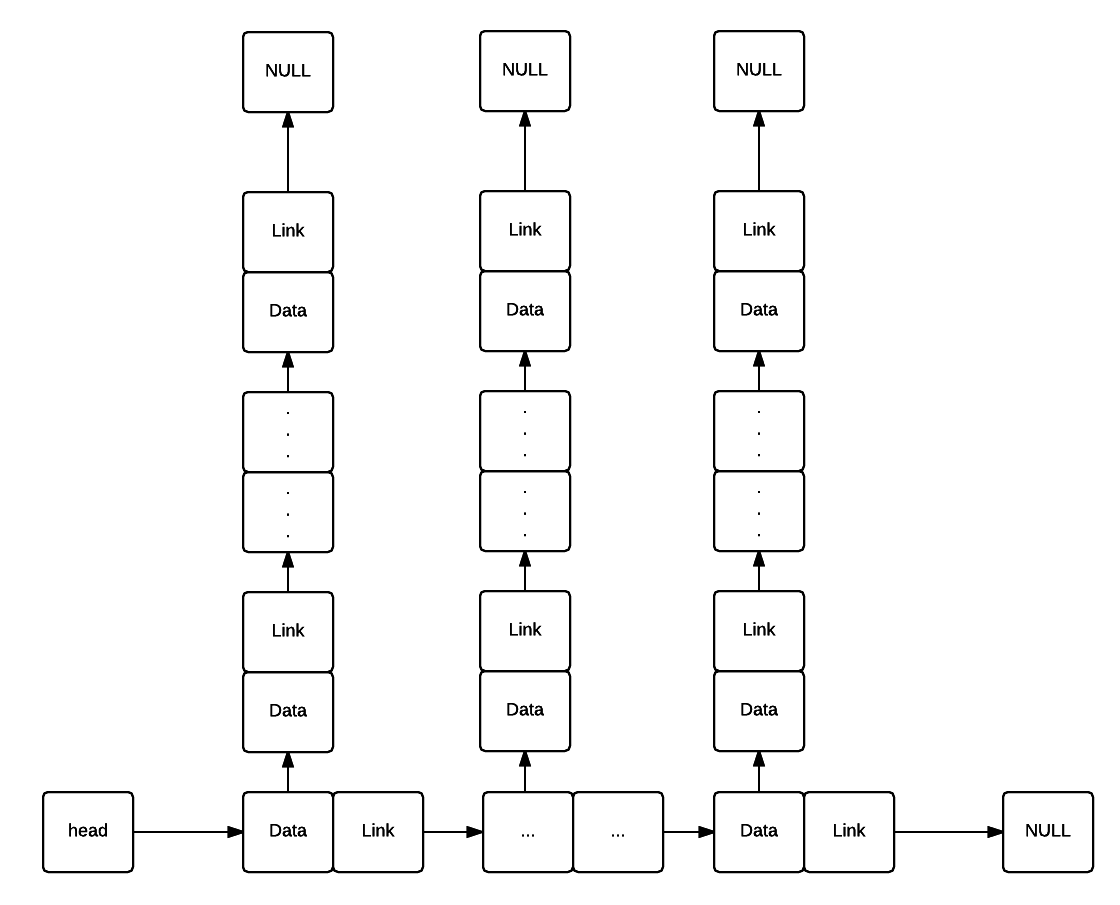 NULL NULL NULL
Link Link Link
Data Data Data
. . .
. . .
. . .
. . .
. . .
. . .
Link Link Link
Data Data Data
head Data Link ... ... Data Link NULL